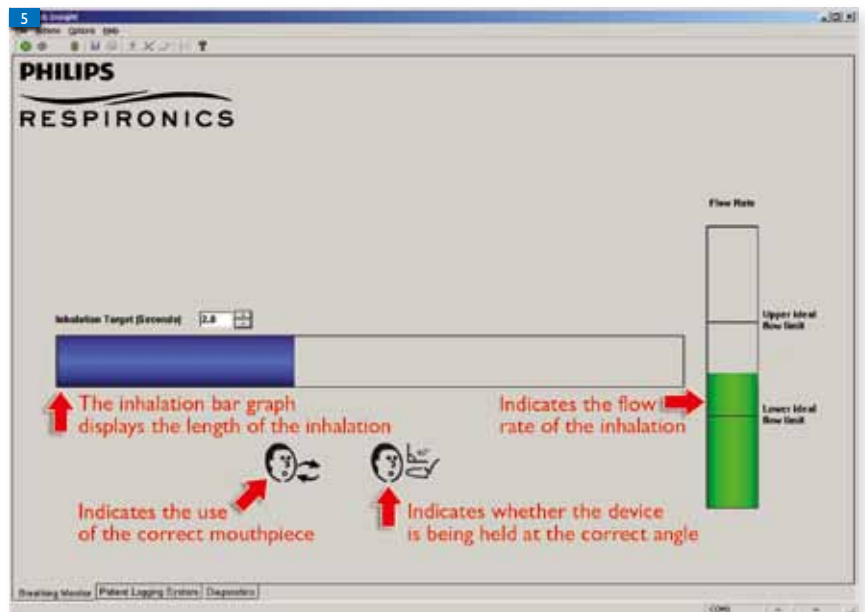 5
Insight
Options Help
PHILIPS
RESPIRONICS
Flow Rate
Inhalation Target (Seconds) 2.0
Upper ideal
flow limit
The inhalation bar graph
displays the length of the inhalation
Indicates the flow
rate of the inhalation
Lower ideal
flow limit
Indicates the use
of the correct mouthpiece
Indicates whether the device
is being held at the correct angle
Breathing Monitor Patient Logging System Diagnostics